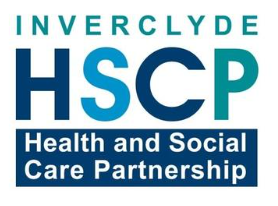 INVERCLYDE
HSCP
Health and Social
Care Partnership